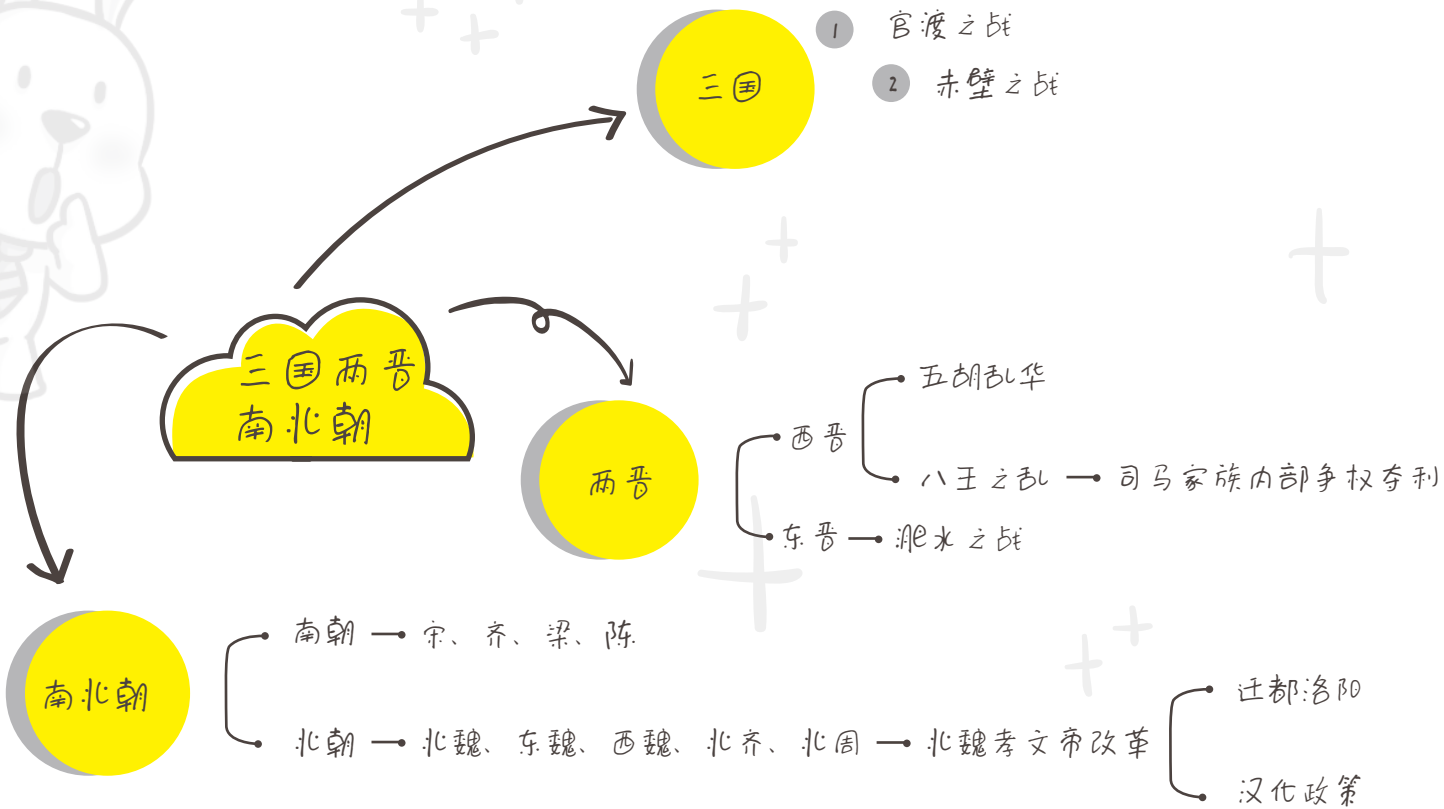 三国
1 官渡之战
2 赤壁之战
三国两晋
南北朝
两晋
西晋
五胡乱华
八王之乱
司马家族内部争权夺利
东晋
淝水之战
南北朝
南朝
宋、齐、梁、陈
北朝
北魏、东魏、西魏、北齐、北周
北魏孝文帝改革
迁都洛阳
汉化政策